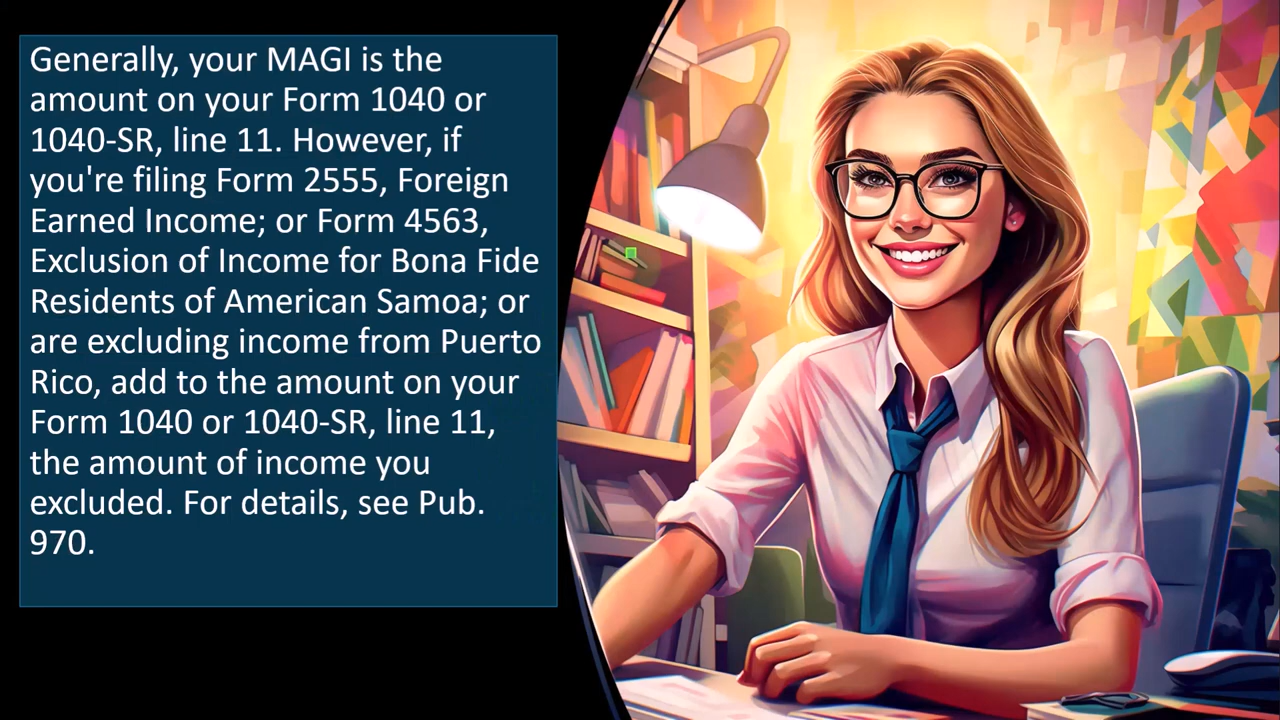 Generally, your MAGI is the
amount on your Form 1040 or
1040-SR, line 11. However, if
you're filing Form 2555, Foreign
Earned Income; or Form 4563,
Exclusion of Income for Bona Fide
Residents of American Samoa; or
are excluding income from Puerto
Rico, add to the amount on your
Form 1040 or 1040-SR, line 11,
the amount of income you
excluded. For details, see Pub.
970.